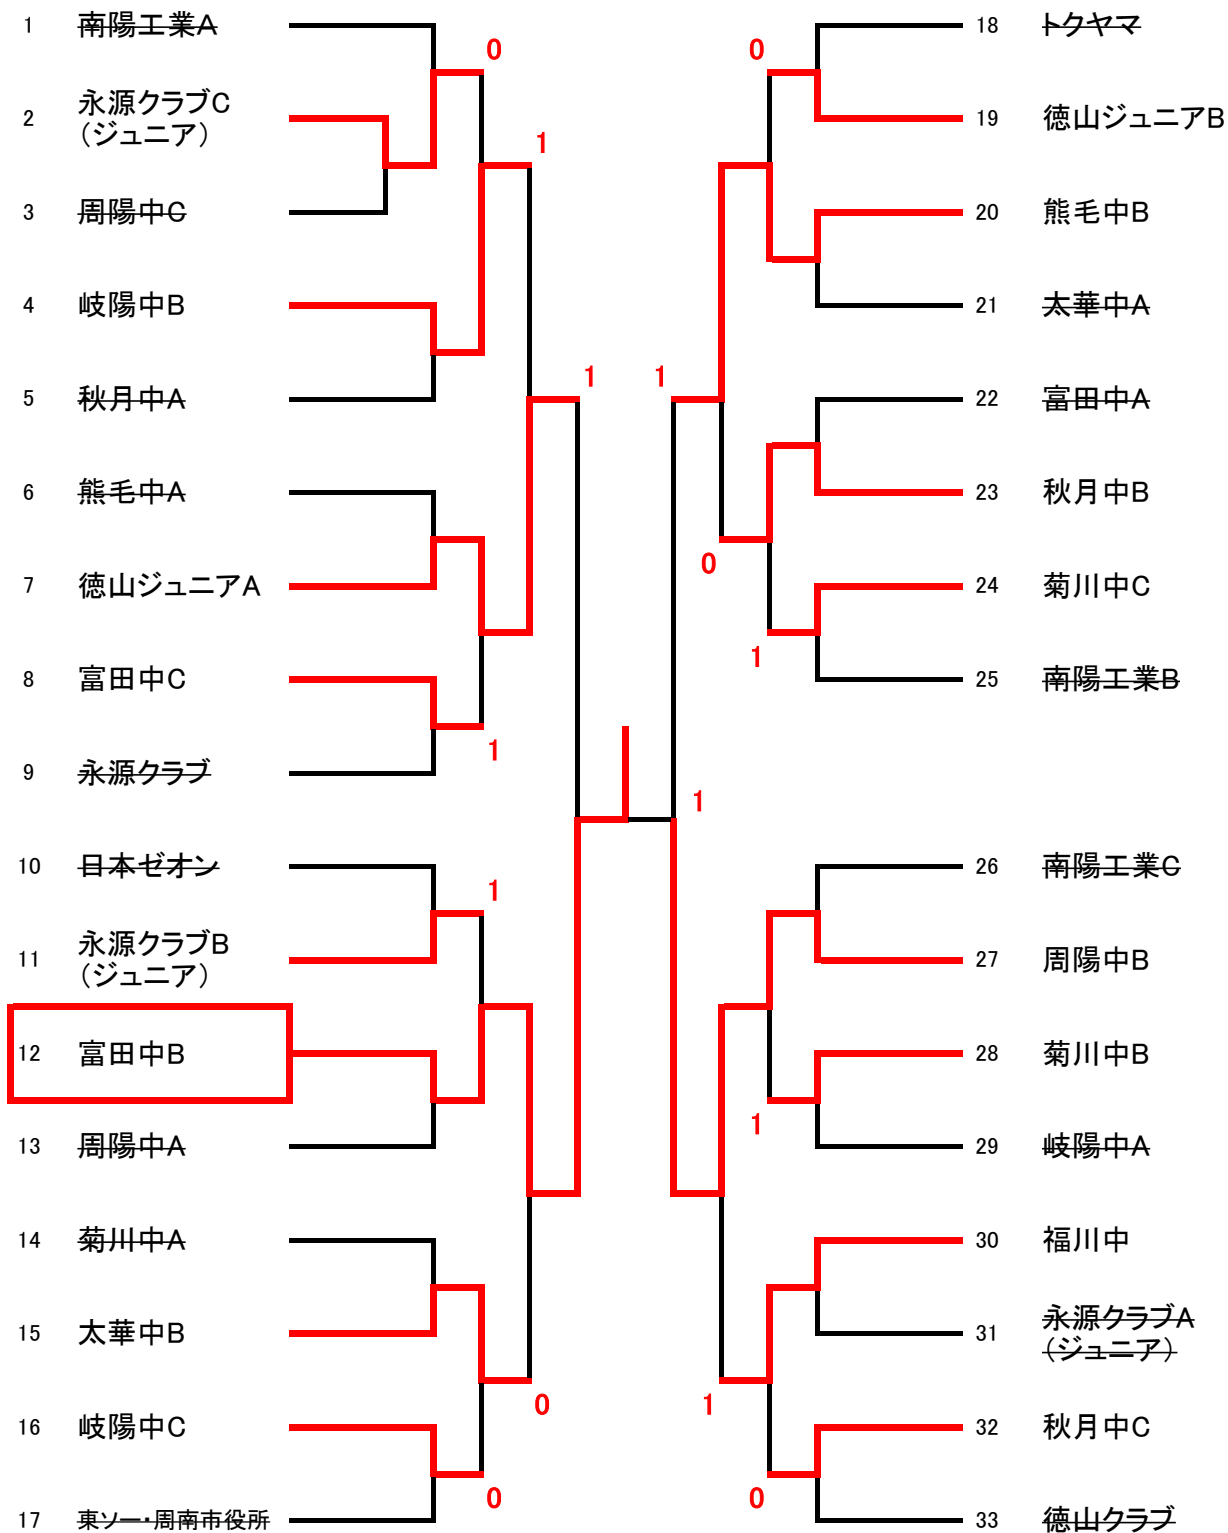 1 南陽工業A
2 永源クラブC
（ジュニア）
3 周陽中C
4 岐陽中B
5 秋月中A
6 熊毛中A
7 徳山ジュニアA
8 富田中C
9 永源クラブ
10 日本ゼオン
11 永源クラブB
（ジュニア）
12 富田中B
13 周陽中A
14 菊川中A
15 太華中B
16 岐陽中C
17 東ソー・周南市役所
0
1
1
1
1
0
0
18 トクヤマ
19 徳山ジュニアB
20 熊毛中B
21 太華中A
22 富田中A
23 秋月中B
24 菊川中C
25 南陽工業B
26 南陽工業C
27 周陽中B
28 菊川中B
29 岐陽中A
30 福川中
31 永源クラブA
（ジュニア）
32 秋月中C
33 徳山クラブ
0
1
0
1
1
1
1
0